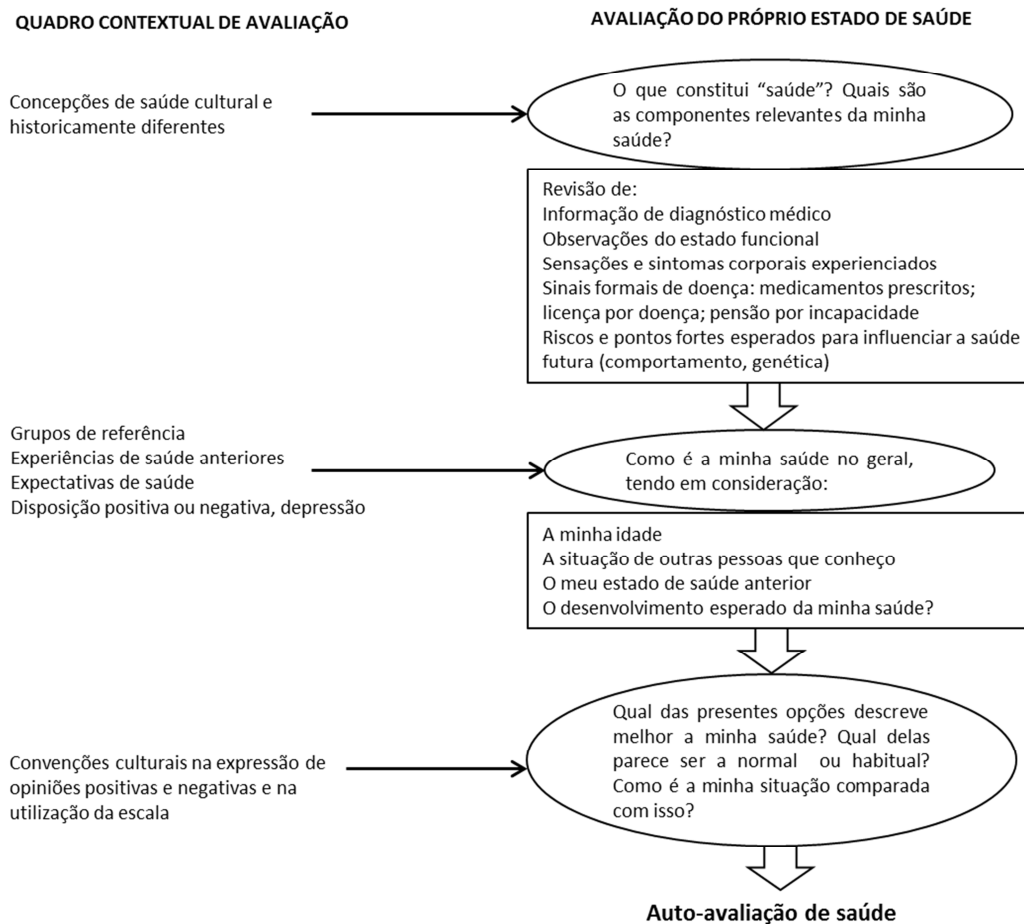 QUADRO CONTEXTUAL DE AVALIAÇÃO
AVALIAÇÃO DO PRÓPRIO ESTADO DE SAÚDE
Concepções de saúde cultural e
historicamente diferentes
O que constitui “saúde”? Quais são
as componentes relevantes da minha
saúde?
Revisão de:
Informação de diagnóstico médico
Observações do estado funcional
Sensações e sintomas corporais experienciados
Sinais formais de doença: medicamentos prescritos;
licença por doença; pensão por incapacidade
Riscos e pontos fortes esperados para influenciar a saúde
futura (comportamento, genética)
Grupos de referência
Experiências de saúde anteriores
Expectativas de saúde
Disposição positiva ou negativa, depressão
Como é a minha saúde no geral,
tendo em consideração:
A minha idade
A situação de outras pessoas que conheço
O meu estado de saúde anterior
O desenvolvimento esperado da minha saúde?
Convenções culturais na expressão de
opiniões positivas e negativas e na
utilização da escala
Qual das presentes opções descreve
melhor a minha saúde? Qual delas
parece ser a normal ou habitual?
Como é a minha situação comparada
com isso?
Auto-avaliação de saúde